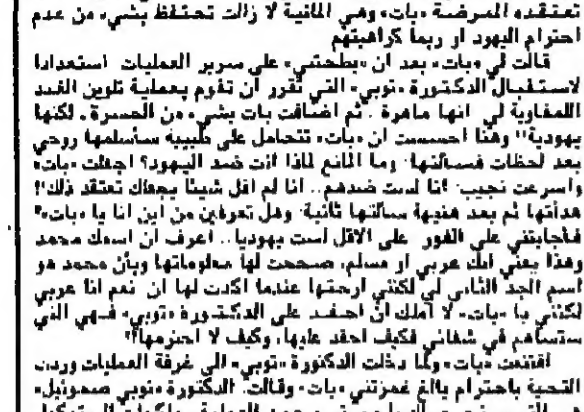 تعتقده الممرضة «بات» وهي المانية لا زالت تحتفظ بشيء من عدم
احترام اليهود او ربما كراهيتهم
قالت لي «بات» بعد ان «بطحتني» على سرير العمليات استعدادا
لاستقبال الدكتورة «توبي» التي تقرر أن تقوم بعملية تلوين الغدد
اللمفاوية لي انها ماهرة . ثم اضافت بات بشيء من الحسرة . لكنها
يهودية!! وهنا احسست ان «بات» تتحامل على طبيبة سأسلمها روحي
بعد لحظات فسالتها وما المانع لماذا انت ضد اليهود؟ اجفلت «بات»
وأسرعت تجيب انا لست ضدهم.. انا لم اقل شيئا يجعلك تعتقد ذلك!!
هدأتها ثم بعد هنيهة سالتها ثانية وهل تعرفين من اين انا يا «بات»؟
فأجابتني على الفور على الاقل لست يهوديا.. أعرف ان اسمك محمد
وهذا يعني انك عربي او مسلم، صححت لها معلوماتها وبأن محمد هو
اسم الجد الثاني لي لكنني ارحتها عندما اكدت لها ان نعم انا عربي
لكنني يا «بات» لا املك ان احقد على الدكتورة «توبي» فهي التي
ستساهم في شفائي فكيف احقد عليها، وكيف لا احترمها؟!
اقتنعت «بات» ولما دخلت الدكتورة «توبي» الى غرفة العمليات وردت
التحية باحترام بالغ غمزتني «بات» وقالت. الدكتورة «توبي صموئيل»